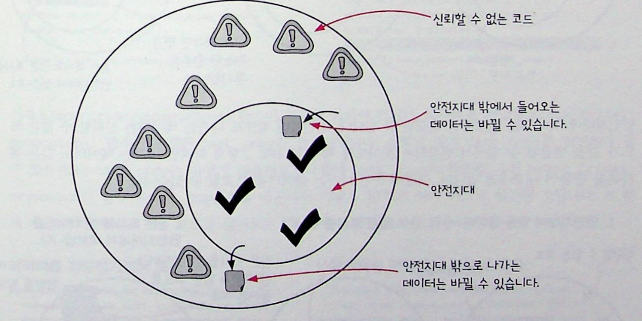 신뢰할 수 없는 코드
안전지대 밖에서 들어오는
데이터는 바뀔 수 있습니다.
안전지대
안전지대 밖으로 나가는
데이터는 바뀔 수 있습니다.